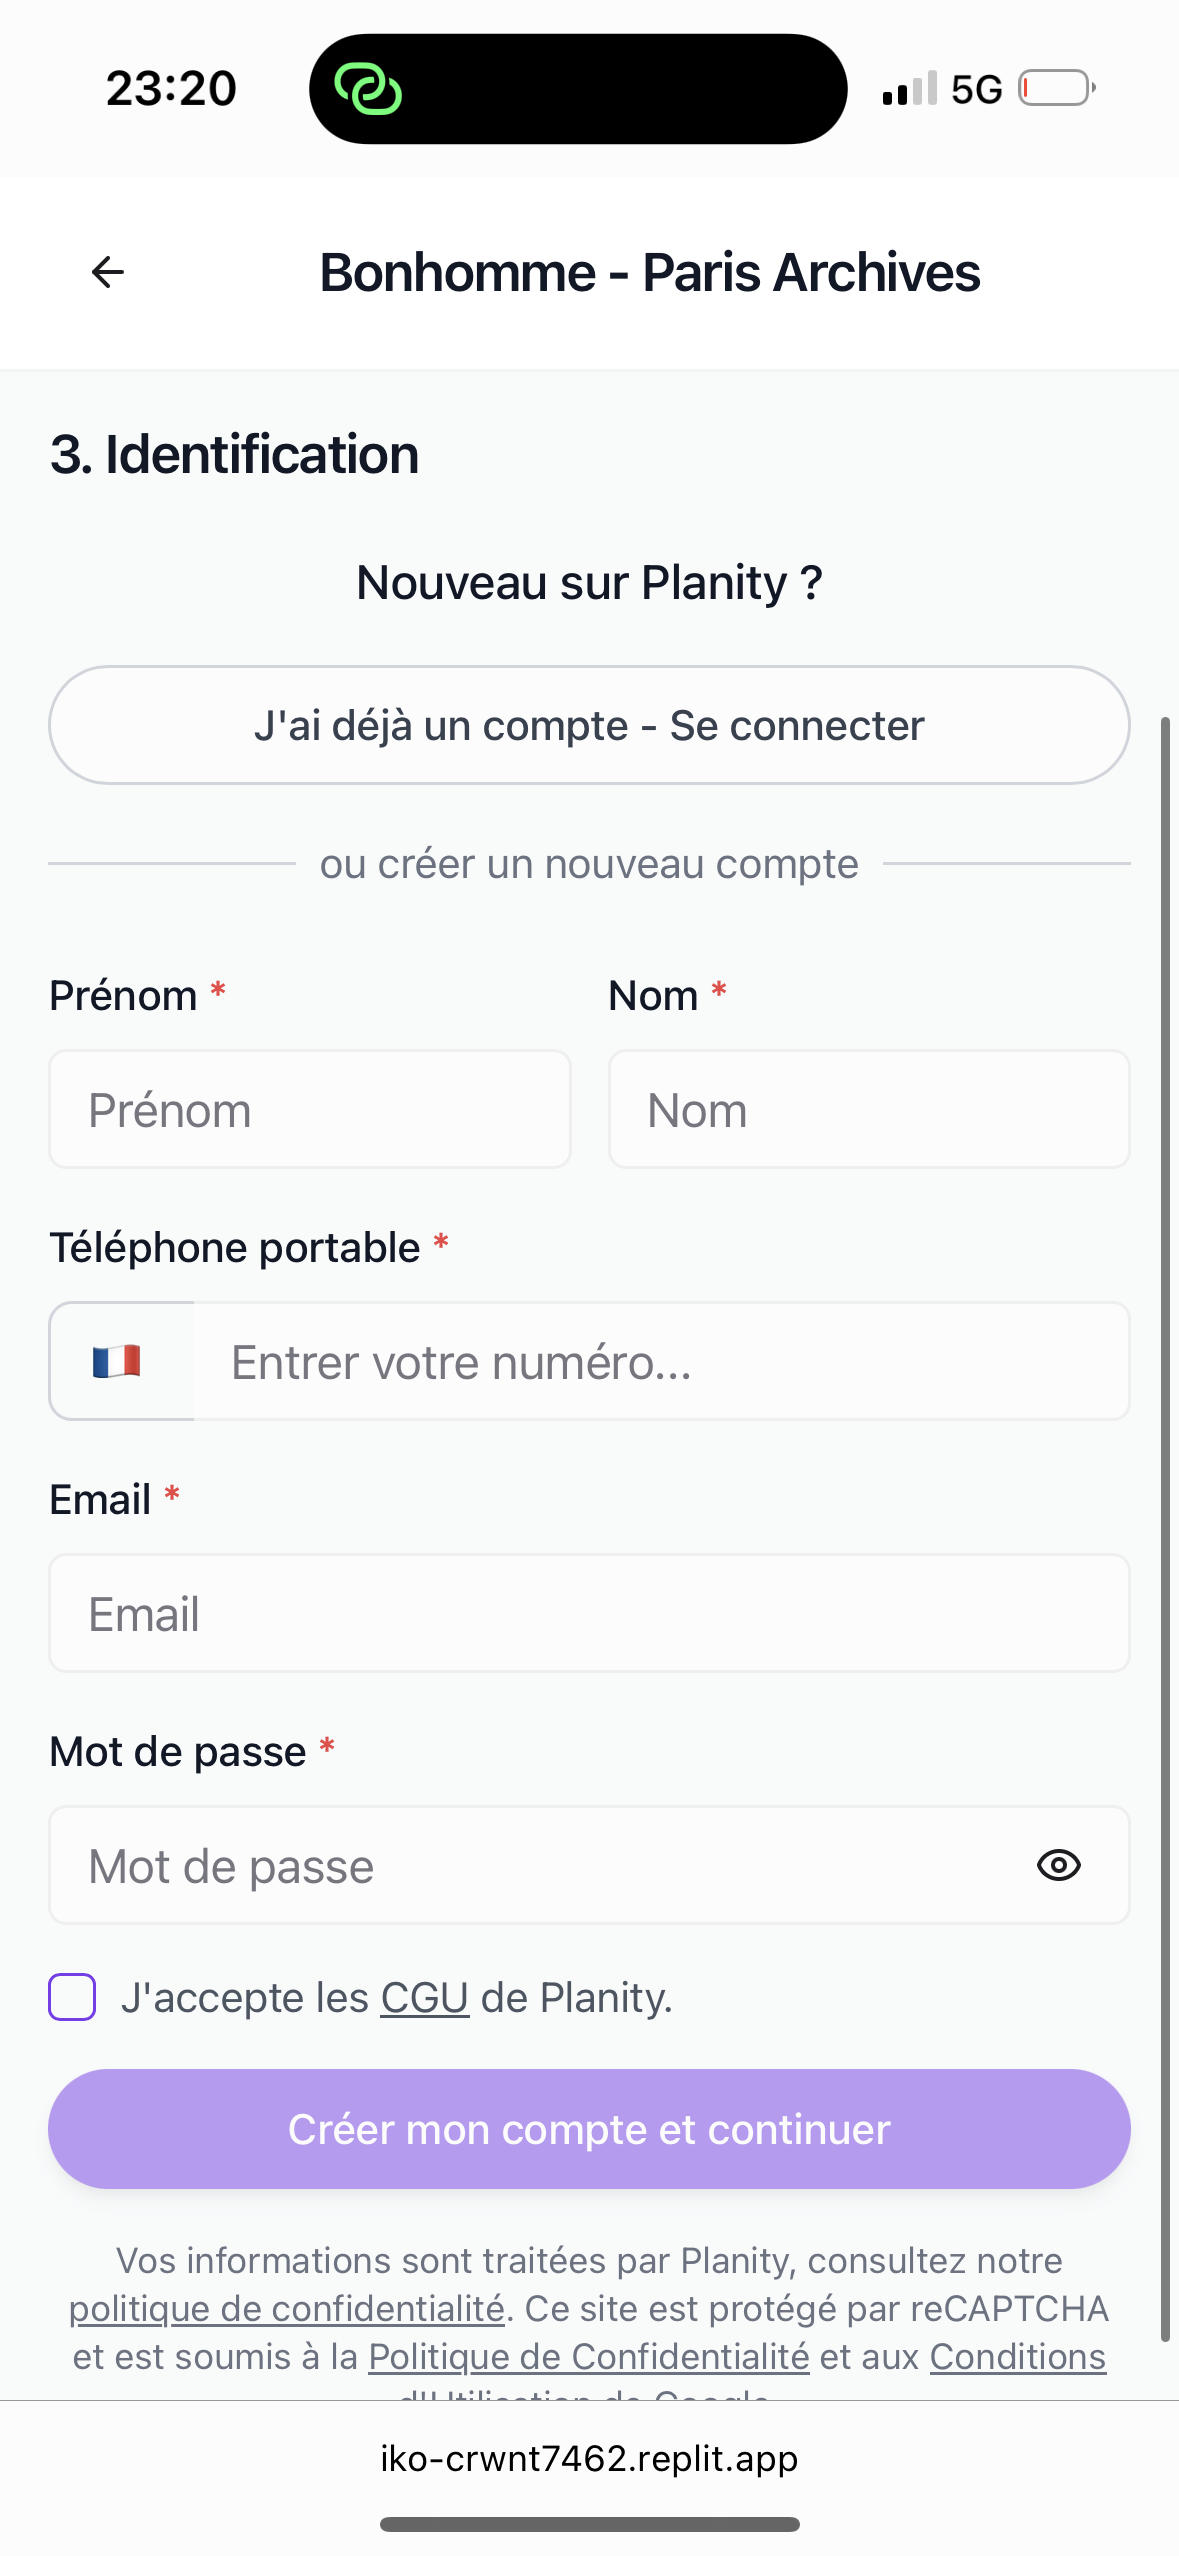 23:20
5G
Bonhomme - Paris Archives
3. Identification
Nouveau sur Planity ?
J'ai déjà un compte - Se connecter
ou créer un nouveau compte
Prénom *
Nom *
Prénom
Nom
Téléphone portable *
Entrer votre numéro...
Email *
Email
Mot de passe *
Mot de passe
J'accepte les CGU de Planity.
Créer mon compte et continuer
Vos informations sont traitées par Planity, consultez notre
politique de confidentialité. Ce site est protégé par reCAPTCHA
et est soumis à la Politique de Confidentialité et aux Conditions
d'Utilisation de Google.
iko-crwnt7462.replit.app